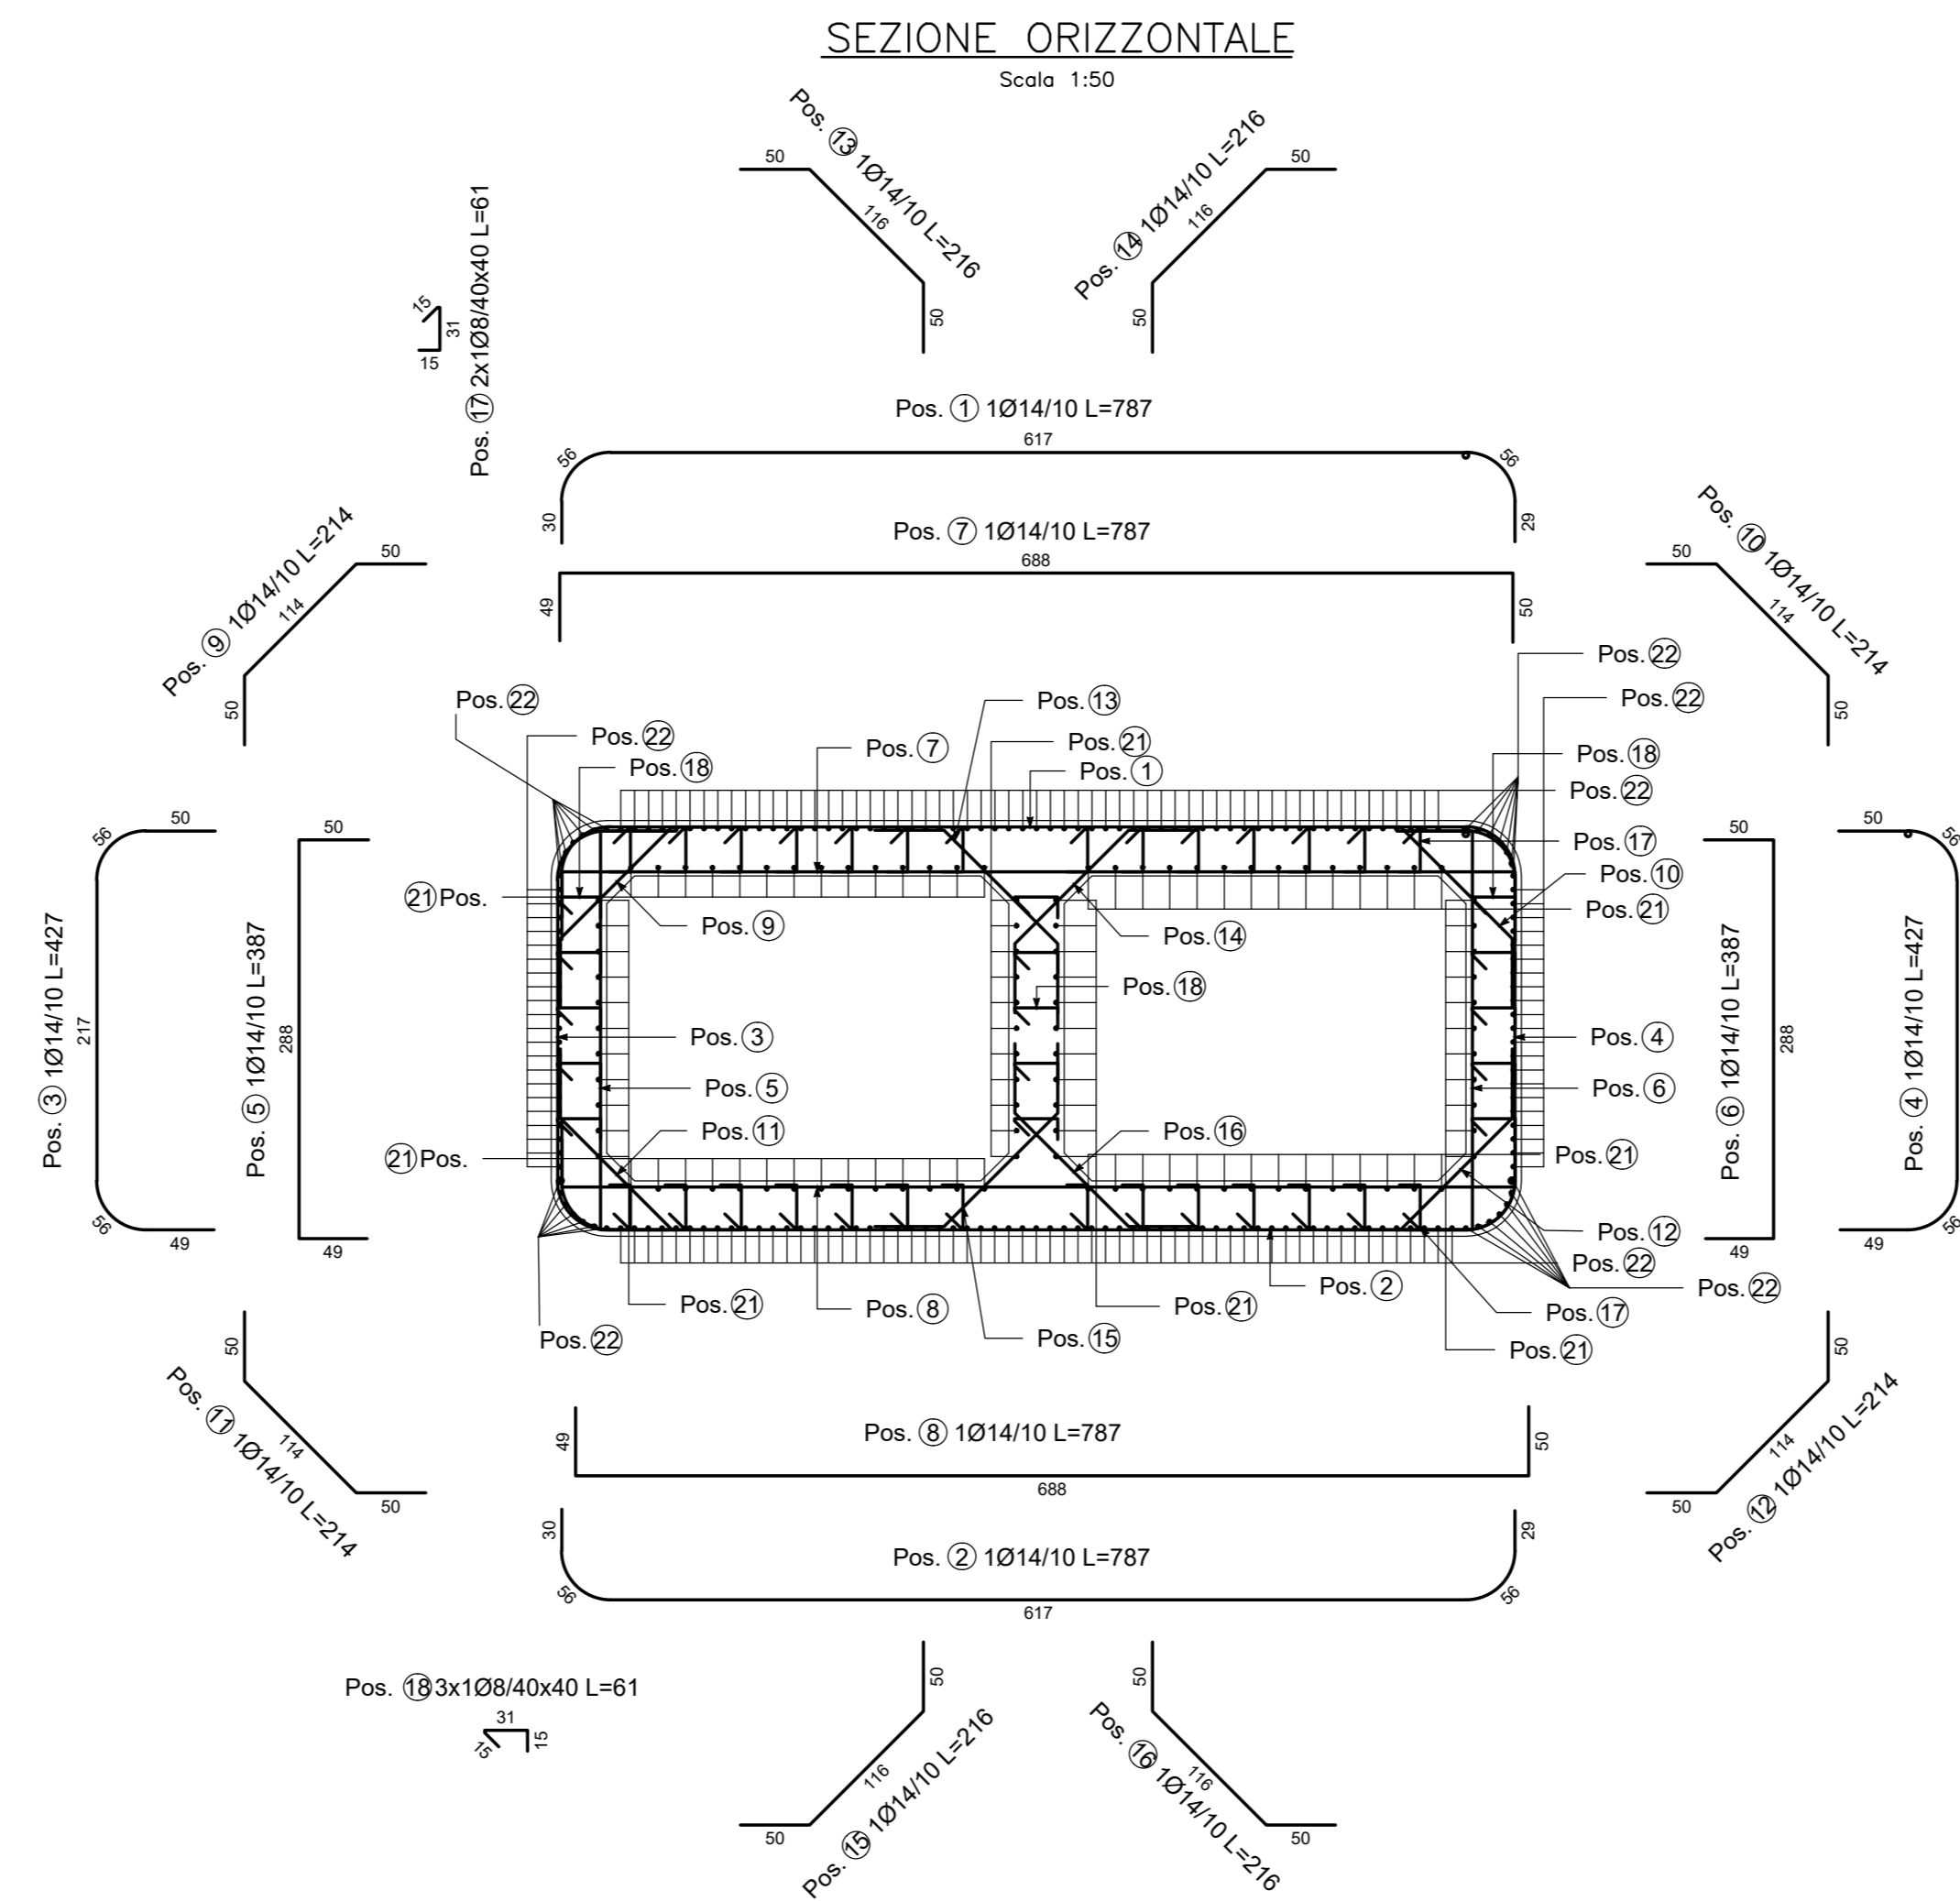 SEZIONE ORIZZONTALE
Scala 1:50
Pos. 13 1Ø14/10 L=216
50
116
50
Pos. 14 1Ø14/10 L=216
50
116
50
Pos. 17 2x1Ø8/40x40 L=61
15
31
15
Pos. 1 1Ø14/10 L=787
617
56
56
30
29
Pos. 7 1Ø14/10 L=787
688
49
50
Pos. 9 1Ø14/10 L=214
50
114
50
Pos. 10 1Ø14/10 L=214
50
114
50
Pos. 22
Pos. 22
Pos. 22
Pos. 13
Pos. 22
Pos. 7
Pos. 21
Pos. 18
Pos. 18
Pos. 1
Pos. 22
Pos. 17
Pos. 10
21 Pos.
Pos. 21
Pos. 9
Pos. 14
Pos. 18
Pos. 3
Pos. 4
Pos. 5
Pos. 6
Pos. 11
Pos. 16
21 Pos.
Pos. 21
Pos. 12
Pos. 22
Pos. 2
Pos. 22
Pos. 21
Pos. 8
Pos. 21
Pos. 17
Pos. 22
Pos. 15
Pos. 21
Pos. 3 1Ø14/10 L=427
50
56
217
56
49
Pos. 5 1Ø14/10 L=387
50
288
49
Pos. 6 1Ø14/10 L=387
50
288
49
Pos. 4 1Ø14/10 L=427
50
56
56
49
Pos. 11 1Ø14/10 L=214
50
114
50
Pos. 12 1Ø14/10 L=214
50
114
50
Pos. 8 1Ø14/10 L=787
49
50
688
Pos. 2 1Ø14/10 L=787
30
29
56
56
617
Pos. 18 3x1Ø8/40x40 L=61
31
15
15
Pos. 15 1Ø14/10 L=216
50
116
50
Pos. 16 1Ø14/10 L=216
50
116
50